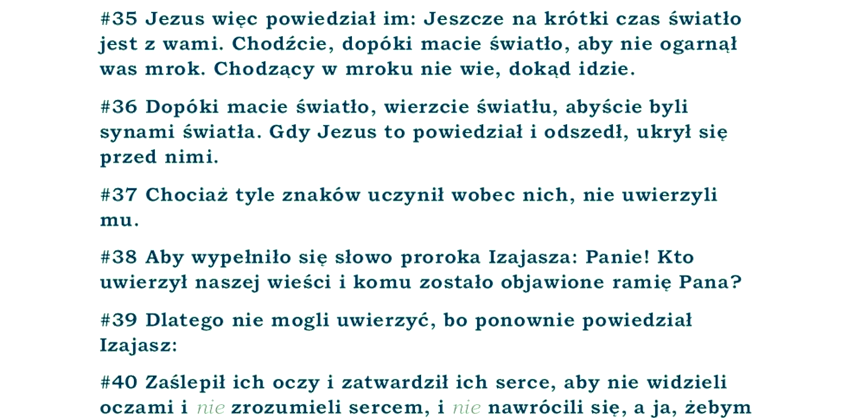 #35 Jezus więc powiedział im: Jeszcze na krótki czas światło
jest z wami. Chodźcie, dopóki macie światło, aby nie ogarnął
was mrok. Chodzący w mroku nie wie, dokąd idzie.
#36 Dopóki macie światło, wierzcie światłu, abyście byli
synami światła. Gdy Jezus to powiedział i odszedł, ukrył się
przed nimi.
#37 Chociaż tyle znaków uczynił wobec nich, nie uwierzyli
mu.
#38 Aby wypełniło się słowo proroka Izajasza: Panie! Kto
uwierzył naszej wieści i komu zostało objawione ramię Pana?
#39 Dlatego nie mogli uwierzyć, bo ponownie powiedział
Izajasz:
#40 Zaślepił ich oczy i zatwardził ich serce, aby nie widzieli
oczami i nie zrozumieli sercem, i nie nawrócili się, a ja, żebym